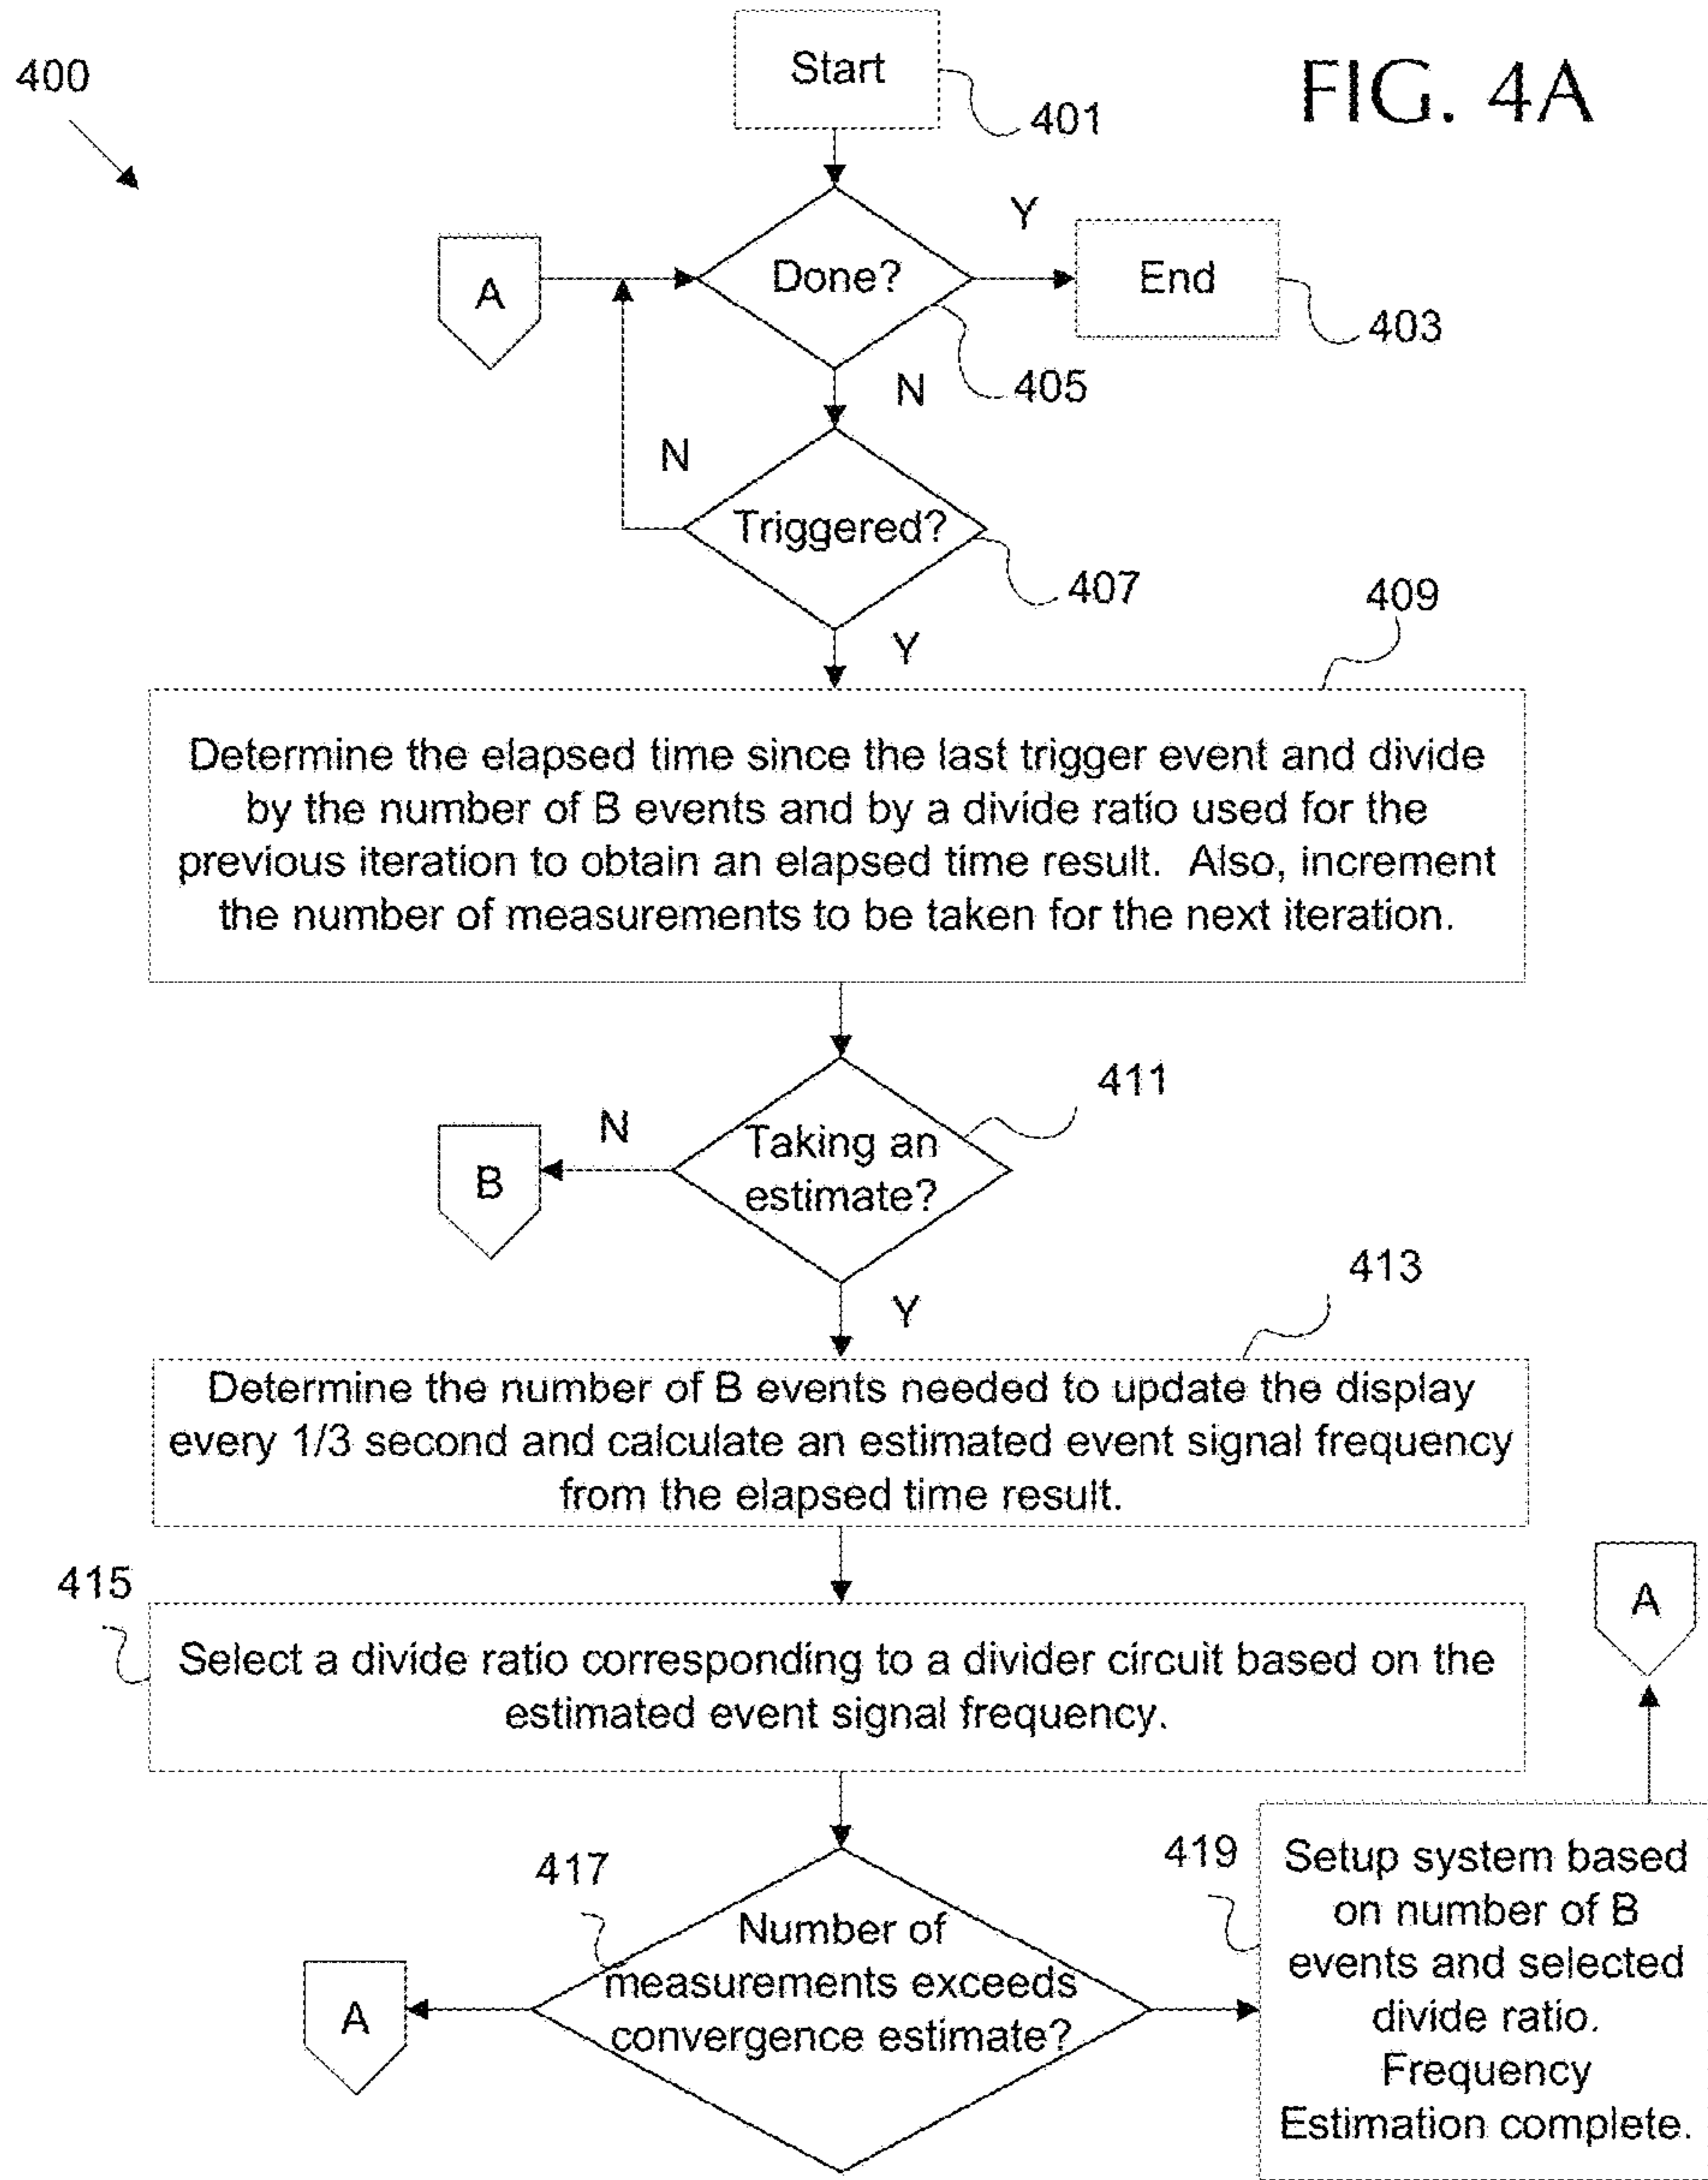 FIG. 4A
400
Start
401
Y
A
Done?
End
403
405
N
N
Triggered?
407
409
Y
Determine the elapsed time since the last trigger event and divide
by the number of B events and by a divide ratio used for the
previous iteration to obtain an elapsed time result. Also, increment
the number of measurements to be taken for the next iteration.
411
N
B
Taking an
estimate?
413
Y
Determine the number of B events needed to update the display
every 1/3 second and calculate an estimated event signal frequency
from the elapsed time result.
415
A
Select a divide ratio corresponding to a divider circuit based on the
estimated event signal frequency.
417
419
A
Number of
measurements exceeds
convergence estimate?
Setup system based
on number of B
events and selected
divide ratio.
Frequency
Estimation complete.